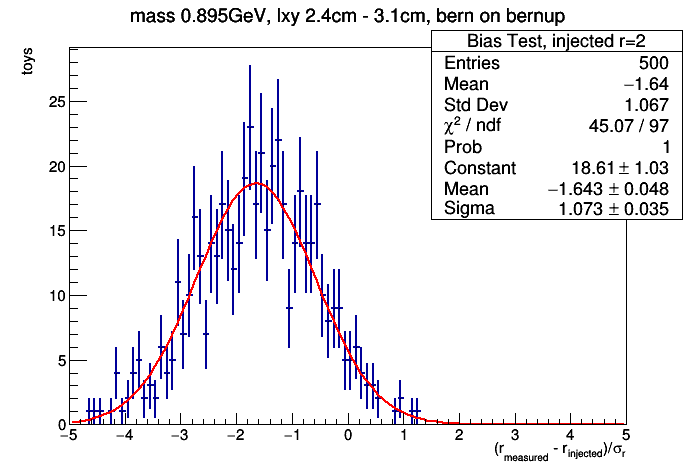 mass 0.895GeV, lxy 2.4cm - 3.1cm, bern on bernup
Bias Test, injected r=2
Entries 500
Mean −1.64
Std Dev 1.067
χ² / ndf 45.07 / 97
Prob 1
Constant 18.61 ± 1.03
Mean −1.643 ± 0.048
Sigma 1.073 ± 0.035
toys
25
20
15
10
5
0
−5 −4 −3 −2 −1 0 1 2 3 4 5
(r_measured - r_injected)/σ_r